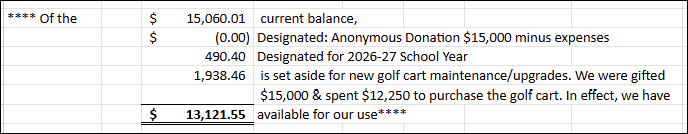 **** Of the $ 15,060.01 current balance,
$ (0.00) Designated: Anonymous Donation $15,000 minus expenses
490.40 Designated for 2026-27 School Year
1,938.46 is set aside for new golf cart maintenance/upgrades. We were gifted
$15,000 & spent $12,250 to purchase the golf cart. In effect, we have
$ 13,121.55 available for our use****